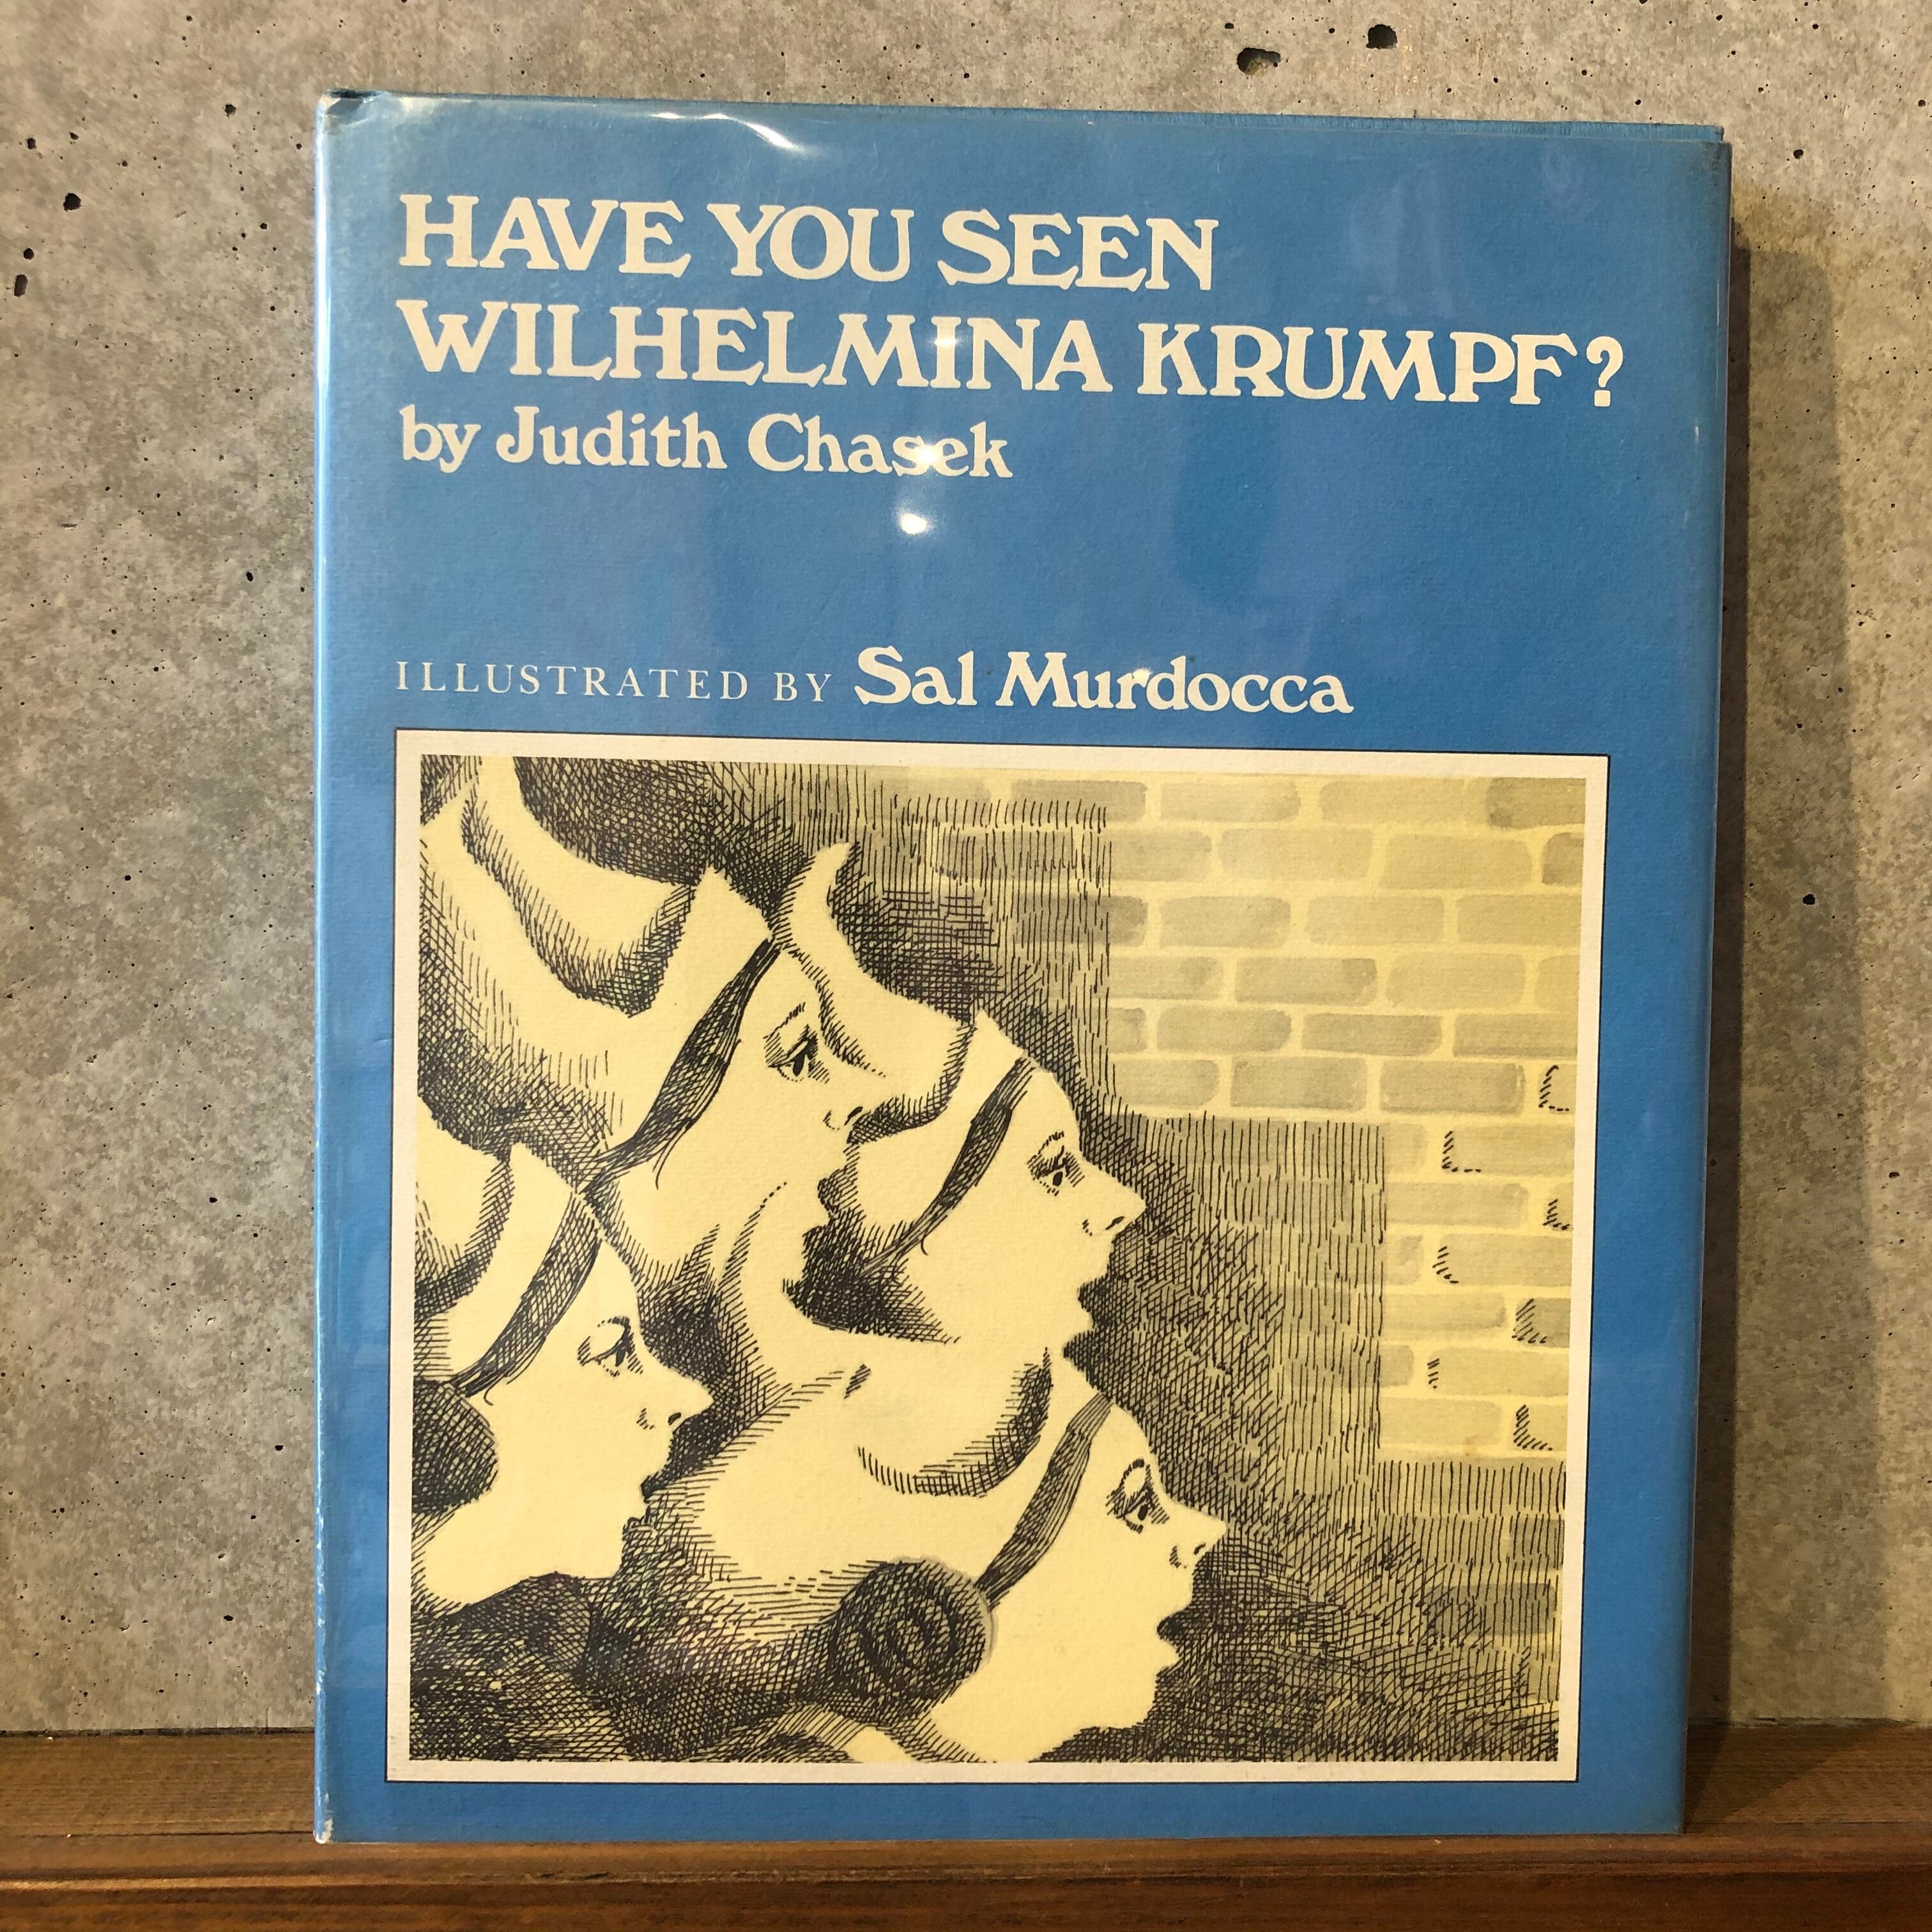 HAVE YOU SEEN
WILHELMINA KRUMPF?
by Judith Chasek
ILLUSTRATED BY Sal Murdocca